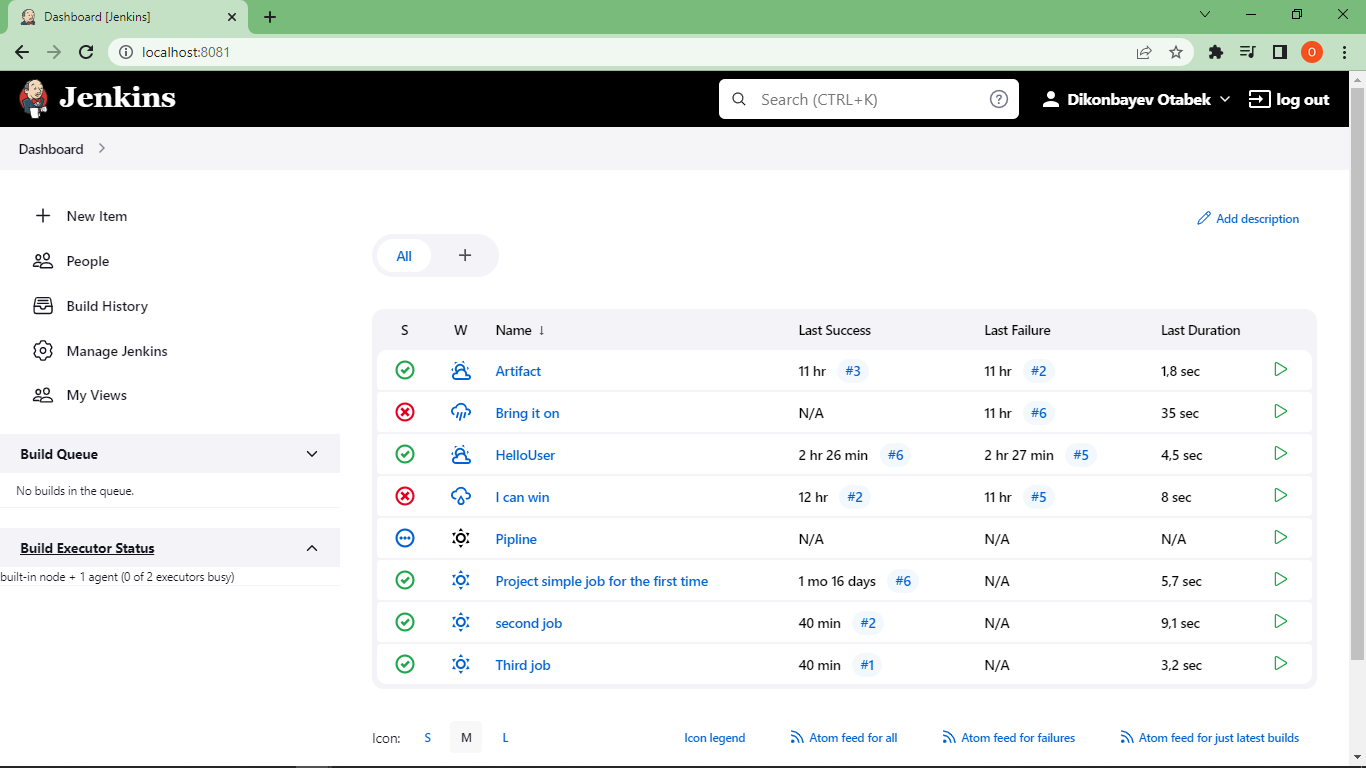 Dashboard [Jenkins]
localhost:8081
O
Jenkins
Search (CTRL+K)
Dikonbayev Otabek
log out
Dashboard
New Item
People
Build History
Manage Jenkins
My Views
Build Queue
No builds in the queue.
Build Executor Status
built-in node + 1 agent (0 of 2 executors busy)
Add description
All
S W Name ↓ Last Success Last Failure Last Duration
Artifact 11 hr #3 11 hr #2 1,8 sec
Bring it on N/A 11 hr #6 35 sec
HelloUser 2 hr 26 min #6 2 hr 27 min #5 4,5 sec
I can win 12 hr #2 11 hr #5 8 sec
Pipline N/A N/A N/A
Project simple job for the first time 1 mo 16 days #6 N/A 5,7 sec
second job 40 min #2 N/A 9,1 sec
Third job 40 min #1 N/A 3,2 sec
Icon: S M L Icon legend Atom feed for all Atom feed for failures Atom feed for just latest builds